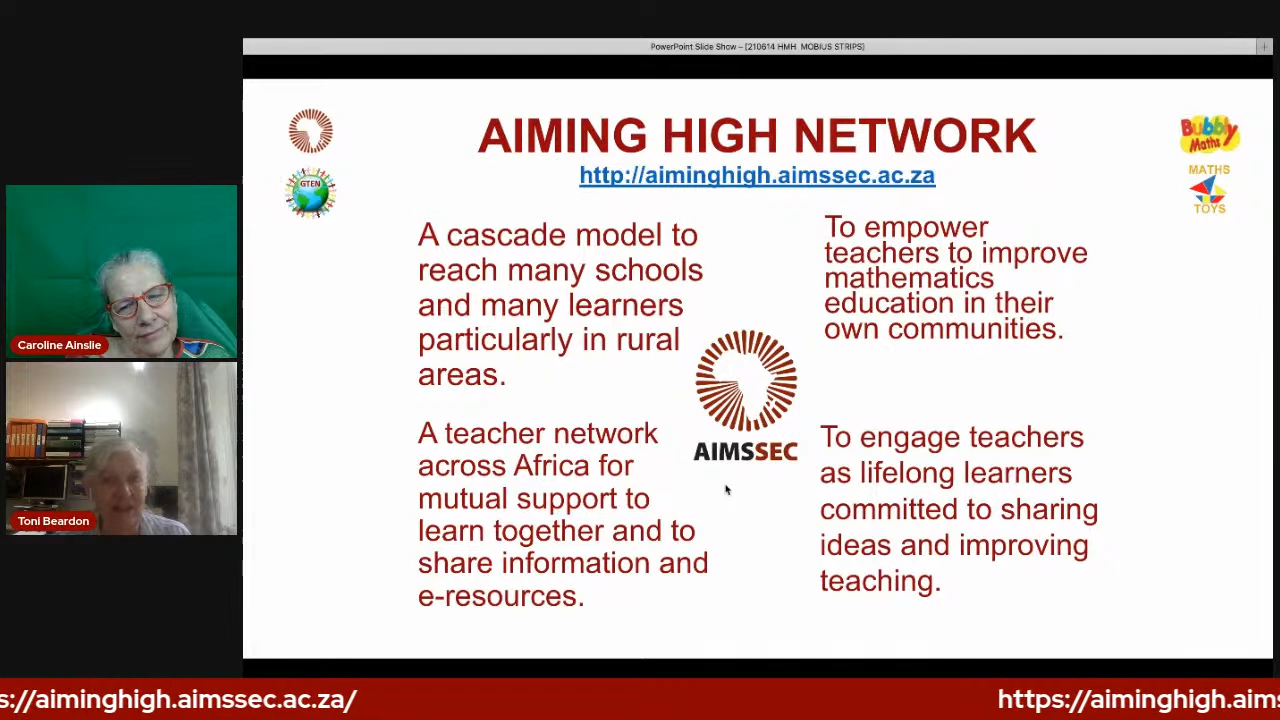 PowerPoint Slide Show – [210614 HMH MOBIUS STRIPS]
AIMING HIGH NETWORK
http://aiminghigh.aimssec.ac.za
GTEN
Bubbly
Maths
MATHS
TOYS
A cascade model to
reach many schools
and many learners
particularly in rural
areas.
To empower
teachers to improve
mathematics
education in their
own communities.
AIMSSEC
A teacher network
across Africa for
mutual support to
learn together and to
share information and
e-resources.
To engage teachers
as lifelong learners
committed to sharing
ideas and improving
teaching.
Caroline Ainslie
Toni Beardon
s://aiminghigh.aimssec.ac.za/
https://aiminghigh.aims